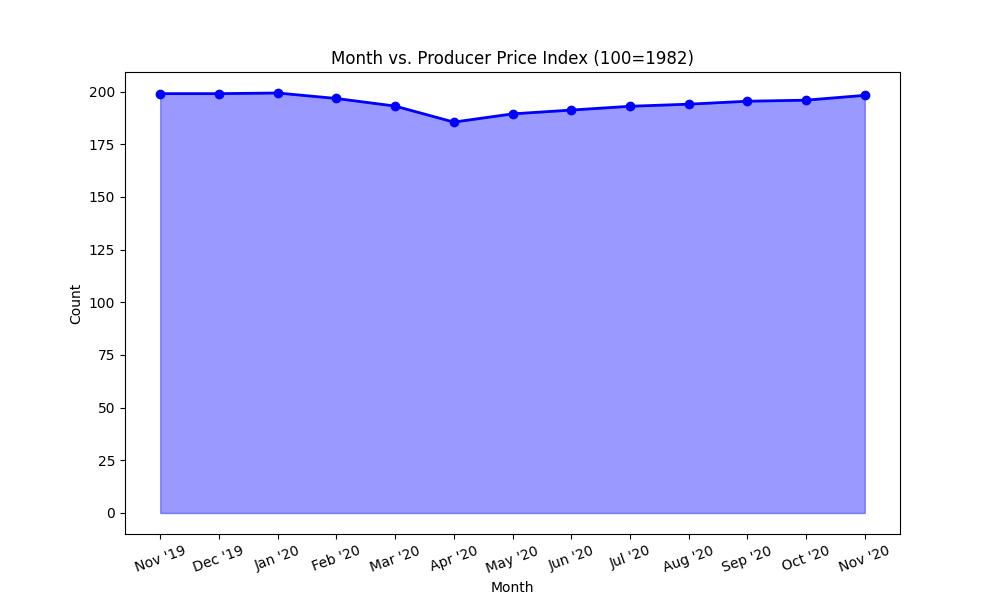 Month vs. Producer Price Index (100=1982)
Count
200
175
150
125
100
75
50
25
0
Nov '19
Dec '19
Jan '20
Feb '20
Mar '20
Apr '20
May '20
Jun '20
Jul '20
Aug '20
Sep '20
Oct '20
Nov '20
Month